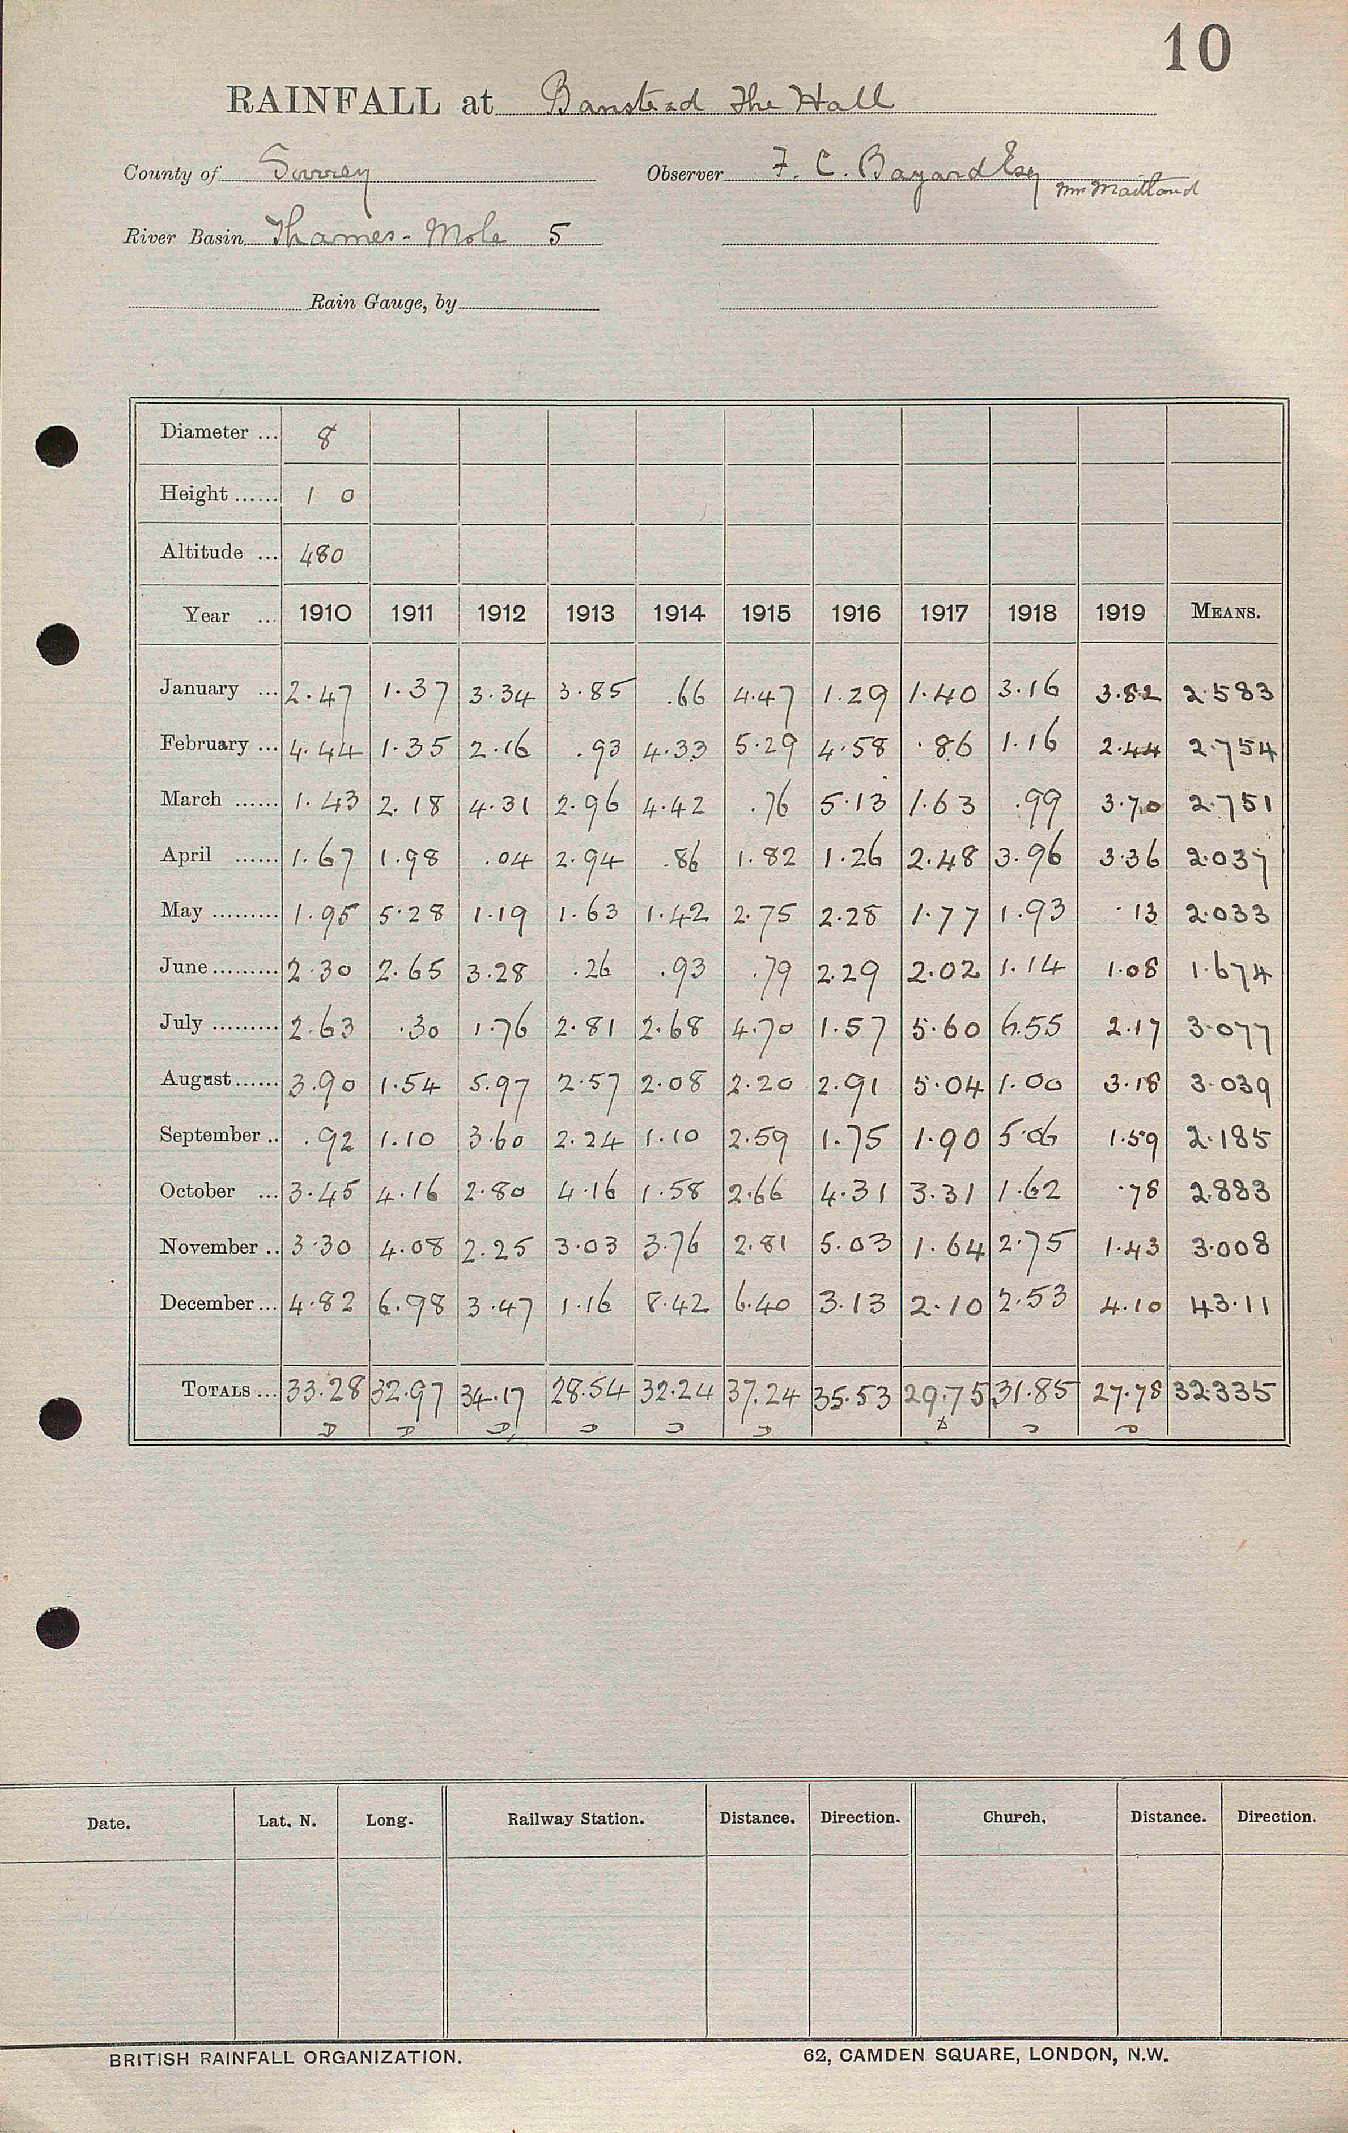 10
RAINFALL at Banstead The Hall
County of Surrey Observer F. C. Bayard Esq
Mrs Maitland
River Basin Thames - Mole 5
Rain Gauge, by
Diameter ... 8
Height ...... 1 0
Altitude ... 480
Year ... 1910 1911 1912 1913 1914 1915 1916 1917 1918 1919 MEANS.
January ... 2.47 1.37 3.34 3.85 .66 4.47 1.29 1.40 3.16 3.82 2.583
February ... 4.44 1.35 2.16 .93 4.33 5.29 4.58 .86 1.16 2.44 2.754
March ...... 1.43 2.18 4.31 2.96 4.42 .76 5.13 1.63 .99 3.70 2.751
April ...... 1.67 1.98 .04 2.94 .86 1.82 1.26 2.48 3.96 3.36 2.037
May ......... 1.95 5.28 1.19 1.63 1.42 2.75 2.28 1.77 1.93 .13 2.033
June ......... 2.30 2.65 3.28 .26 .93 .79 2.29 2.02 1.14 1.08 1.674
July ......... 2.63 .30 1.76 2.81 2.68 4.70 1.57 5.60 6.55 2.17 3.077
August ...... 3.90 1.54 5.97 2.57 2.08 2.20 2.91 5.04 1.00 3.18 3.039
September .. .92 1.10 3.60 2.24 1.10 2.59 1.75 1.90 5.06 1.59 2.185
October ... 3.45 4.16 2.80 4.16 1.58 2.66 4.31 3.31 1.62 .78 2.883
November .. 3.30 4.08 2.25 3.03 3.76 2.81 5.03 1.64 2.75 1.43 3.008
December ... 4.82 6.98 3.47 1.16 8.42 6.40 3.13 2.10 2.53 4.10 43.11
TOTALS ... 33.28 32.97 34.17 28.54 32.24 37.24 35.53 29.75 31.85 27.78 32.335
Date. Lat. N. Long. Railway Station. Distance. Direction. Church. Distance. Direction.
BRITISH RAINFALL ORGANIZATION. 62, CAMDEN SQUARE, LONDON, N.W.